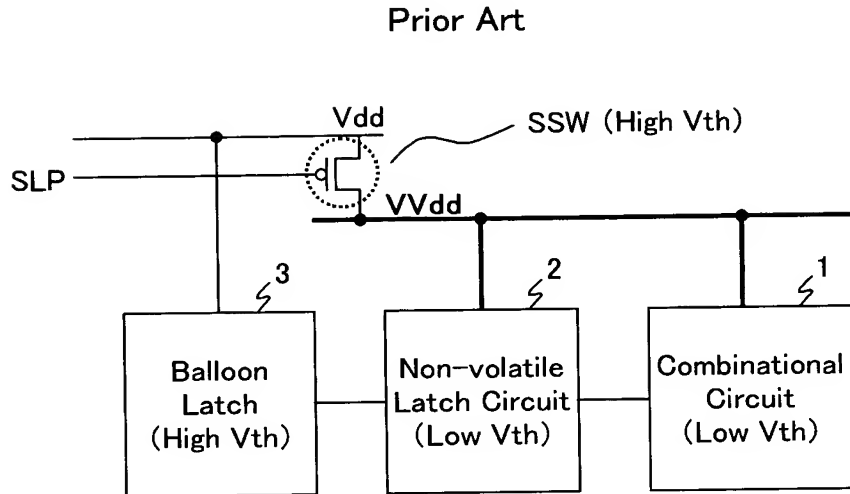 Prior Art
Vdd
SSW (High Vth)
SLP
VVdd
3
2
1
Balloon
Latch
(High Vth)
Non-volatile
Latch Circuit
(Low Vth)
Combinational
Circuit
(Low Vth)